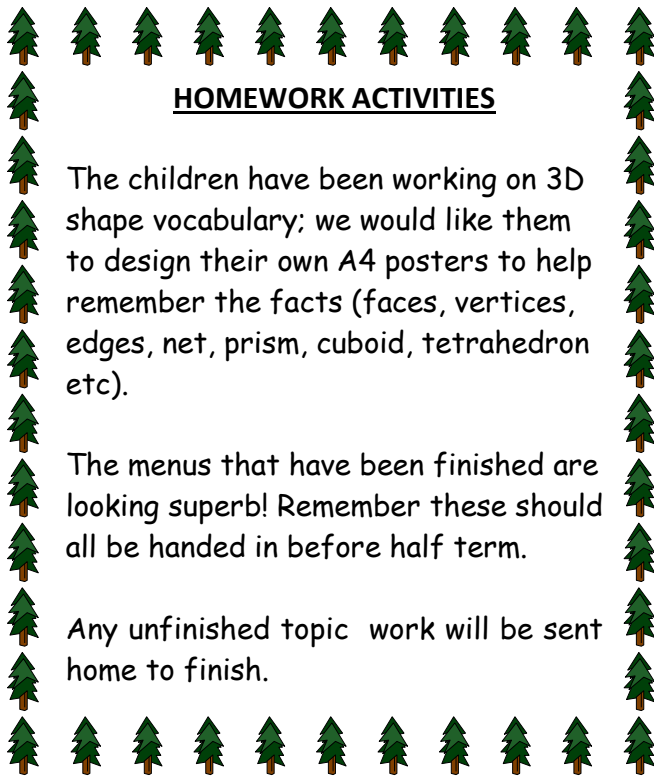 HOMEWORK ACTIVITIES
The children have been working on 3D
shape vocabulary; we would like them
to design their own A4 posters to help
remember the facts (faces, vertices,
edges, net, prism, cuboid, tetrahedron
etc).
The menus that have been finished are
looking superb! Remember these should
all be handed in before half term.
Any unfinished topic  work will be sent
home to finish.